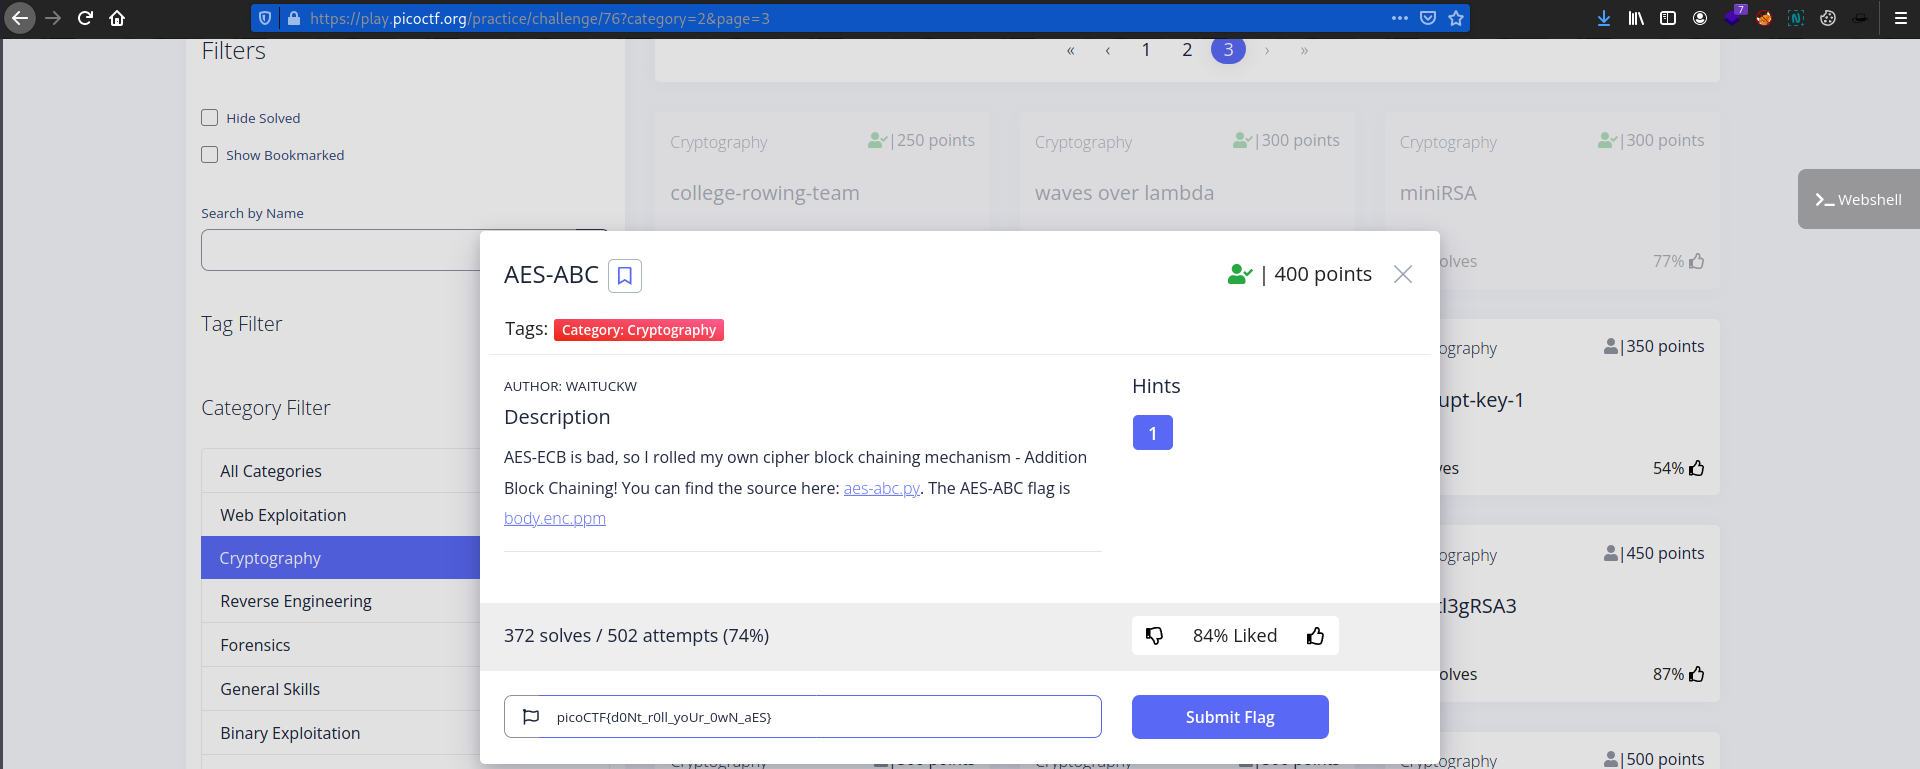 https://play.picoctf.org/practice/challenge/76?category=2&page=3
7
Filters
« ‹ 1 2 3 › »
Hide Solved
Show Bookmarked
Search by Name
Tag Filter
Category Filter
All Categories
Web Exploitation
Cryptography
Reverse Engineering
Forensics
General Skills
Binary Exploitation
Cryptography |250 points
college-rowing-team
Cryptography |300 points
waves over lambda
Cryptography |300 points
miniRSA
olves 77%
>_ Webshell
AES-ABC | 400 points
Tags: Category: Cryptography
AUTHOR: WAITUCKW
Description
AES-ECB is bad, so I rolled my own cipher block chaining mechanism - Addition
Block Chaining! You can find the source here: aes-abc.py. The AES-ABC flag is
body.enc.ppm
Hints
1
372 solves / 502 attempts (74%)
84% Liked
picoCTF{d0Nt_r0ll_yoUr_0wN_aES}
Submit Flag
ography |350 points
upt-key-1
es 54%
ography |450 points
tl3gRSA3
olves 87%
Cryptography
ography |500 points